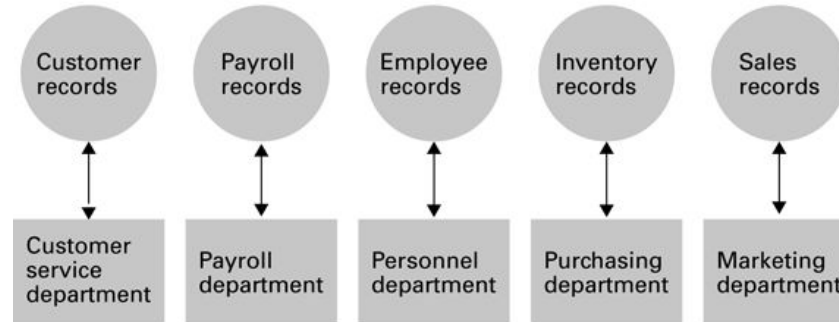 Customer
records
Payroll
records
Employee
records
Inventory
records
Sales
records
Customer
service
department
Payroll
department
Personnel
department
Purchasing
department
Marketing
department